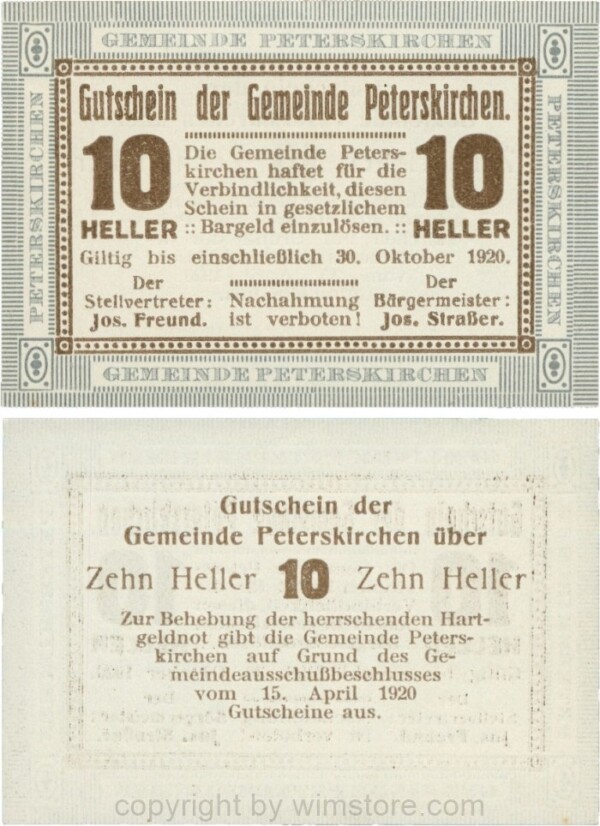 GEMEINDE PETERSKIRCHEN
PETERSKIRCHEN
Gutschein der Gemeinde Peterskirchen.
10
HELLER
Die Gemeinde Peters-
kirchen haftet für die
Verbindlichkeit, diesen
Schein in gesetzlichem
:: Bargeld einzulösen. ::
10
HELLER
Giltig bis einschließlich 30. Oktober 1920.
Der
Stellvertreter:
Jos. Freund.
Nachahmung
ist verboten!
Der
Bürgermeister:
Jos. Straßer.
PETERSKIRCHEN
GEMEINDE PETERSKIRCHEN
Gutschein der
Gemeinde Peterskirchen über
Zehn Heller 10 Zehn Heller
Zur Behebung der herrschenden Hart-
geldnot gibt die Gemeinde Peters-
kirchen auf Grund des Ge-
meindeausschußbeschlusses
vom 15. April 1920
Gutscheine aus.
copyright by wimstore.com